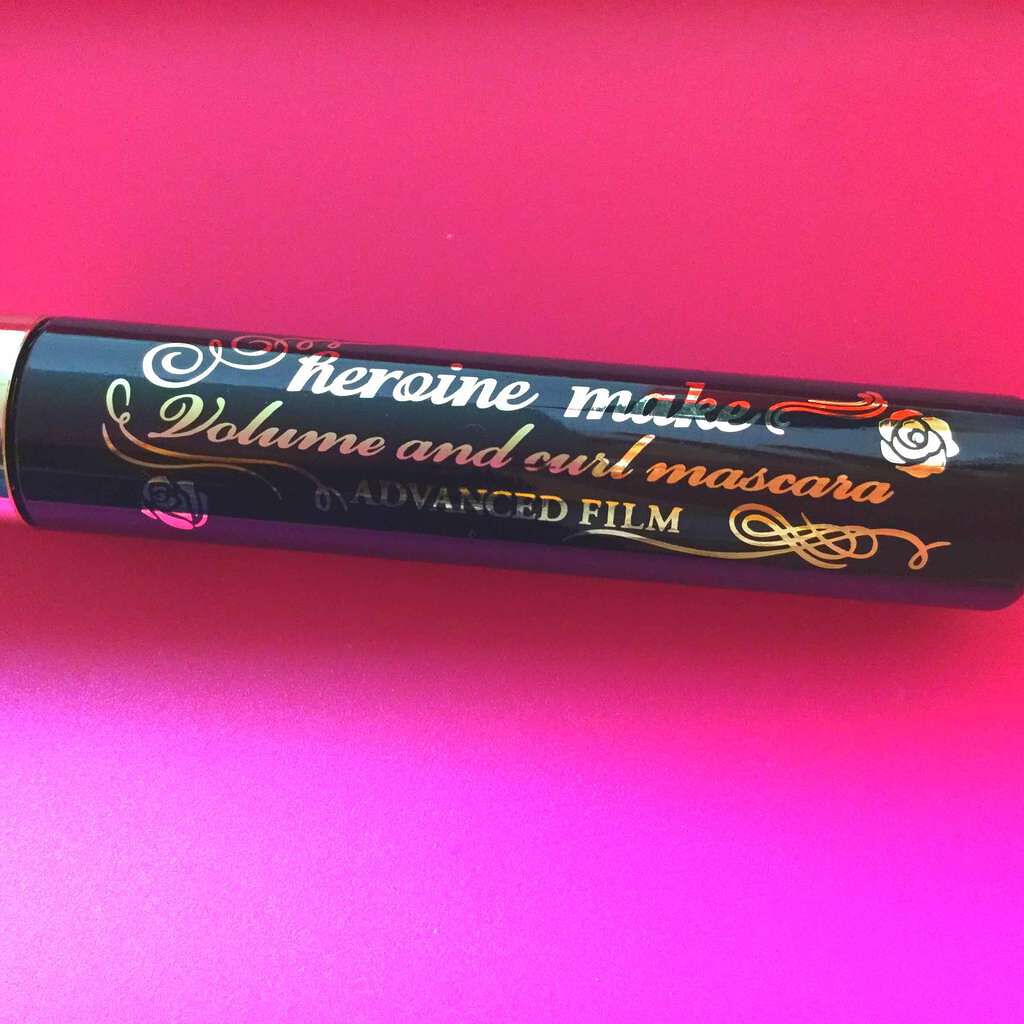 heroine make
Volume and curl mascara
ADVANCED FILM